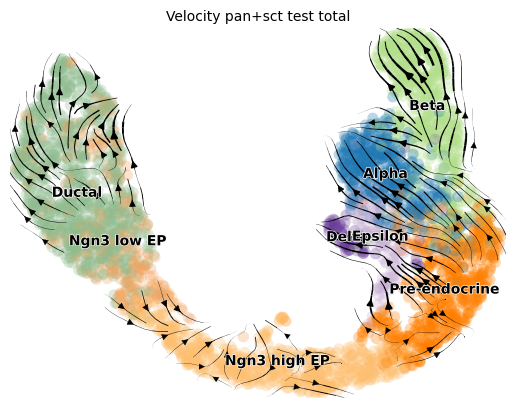 Velocity pan+sct test total
Beta
Alpha
Ductal
DelEpsilon
Ngn3 low EP
Pre-endocrine
Ngn3 high EP